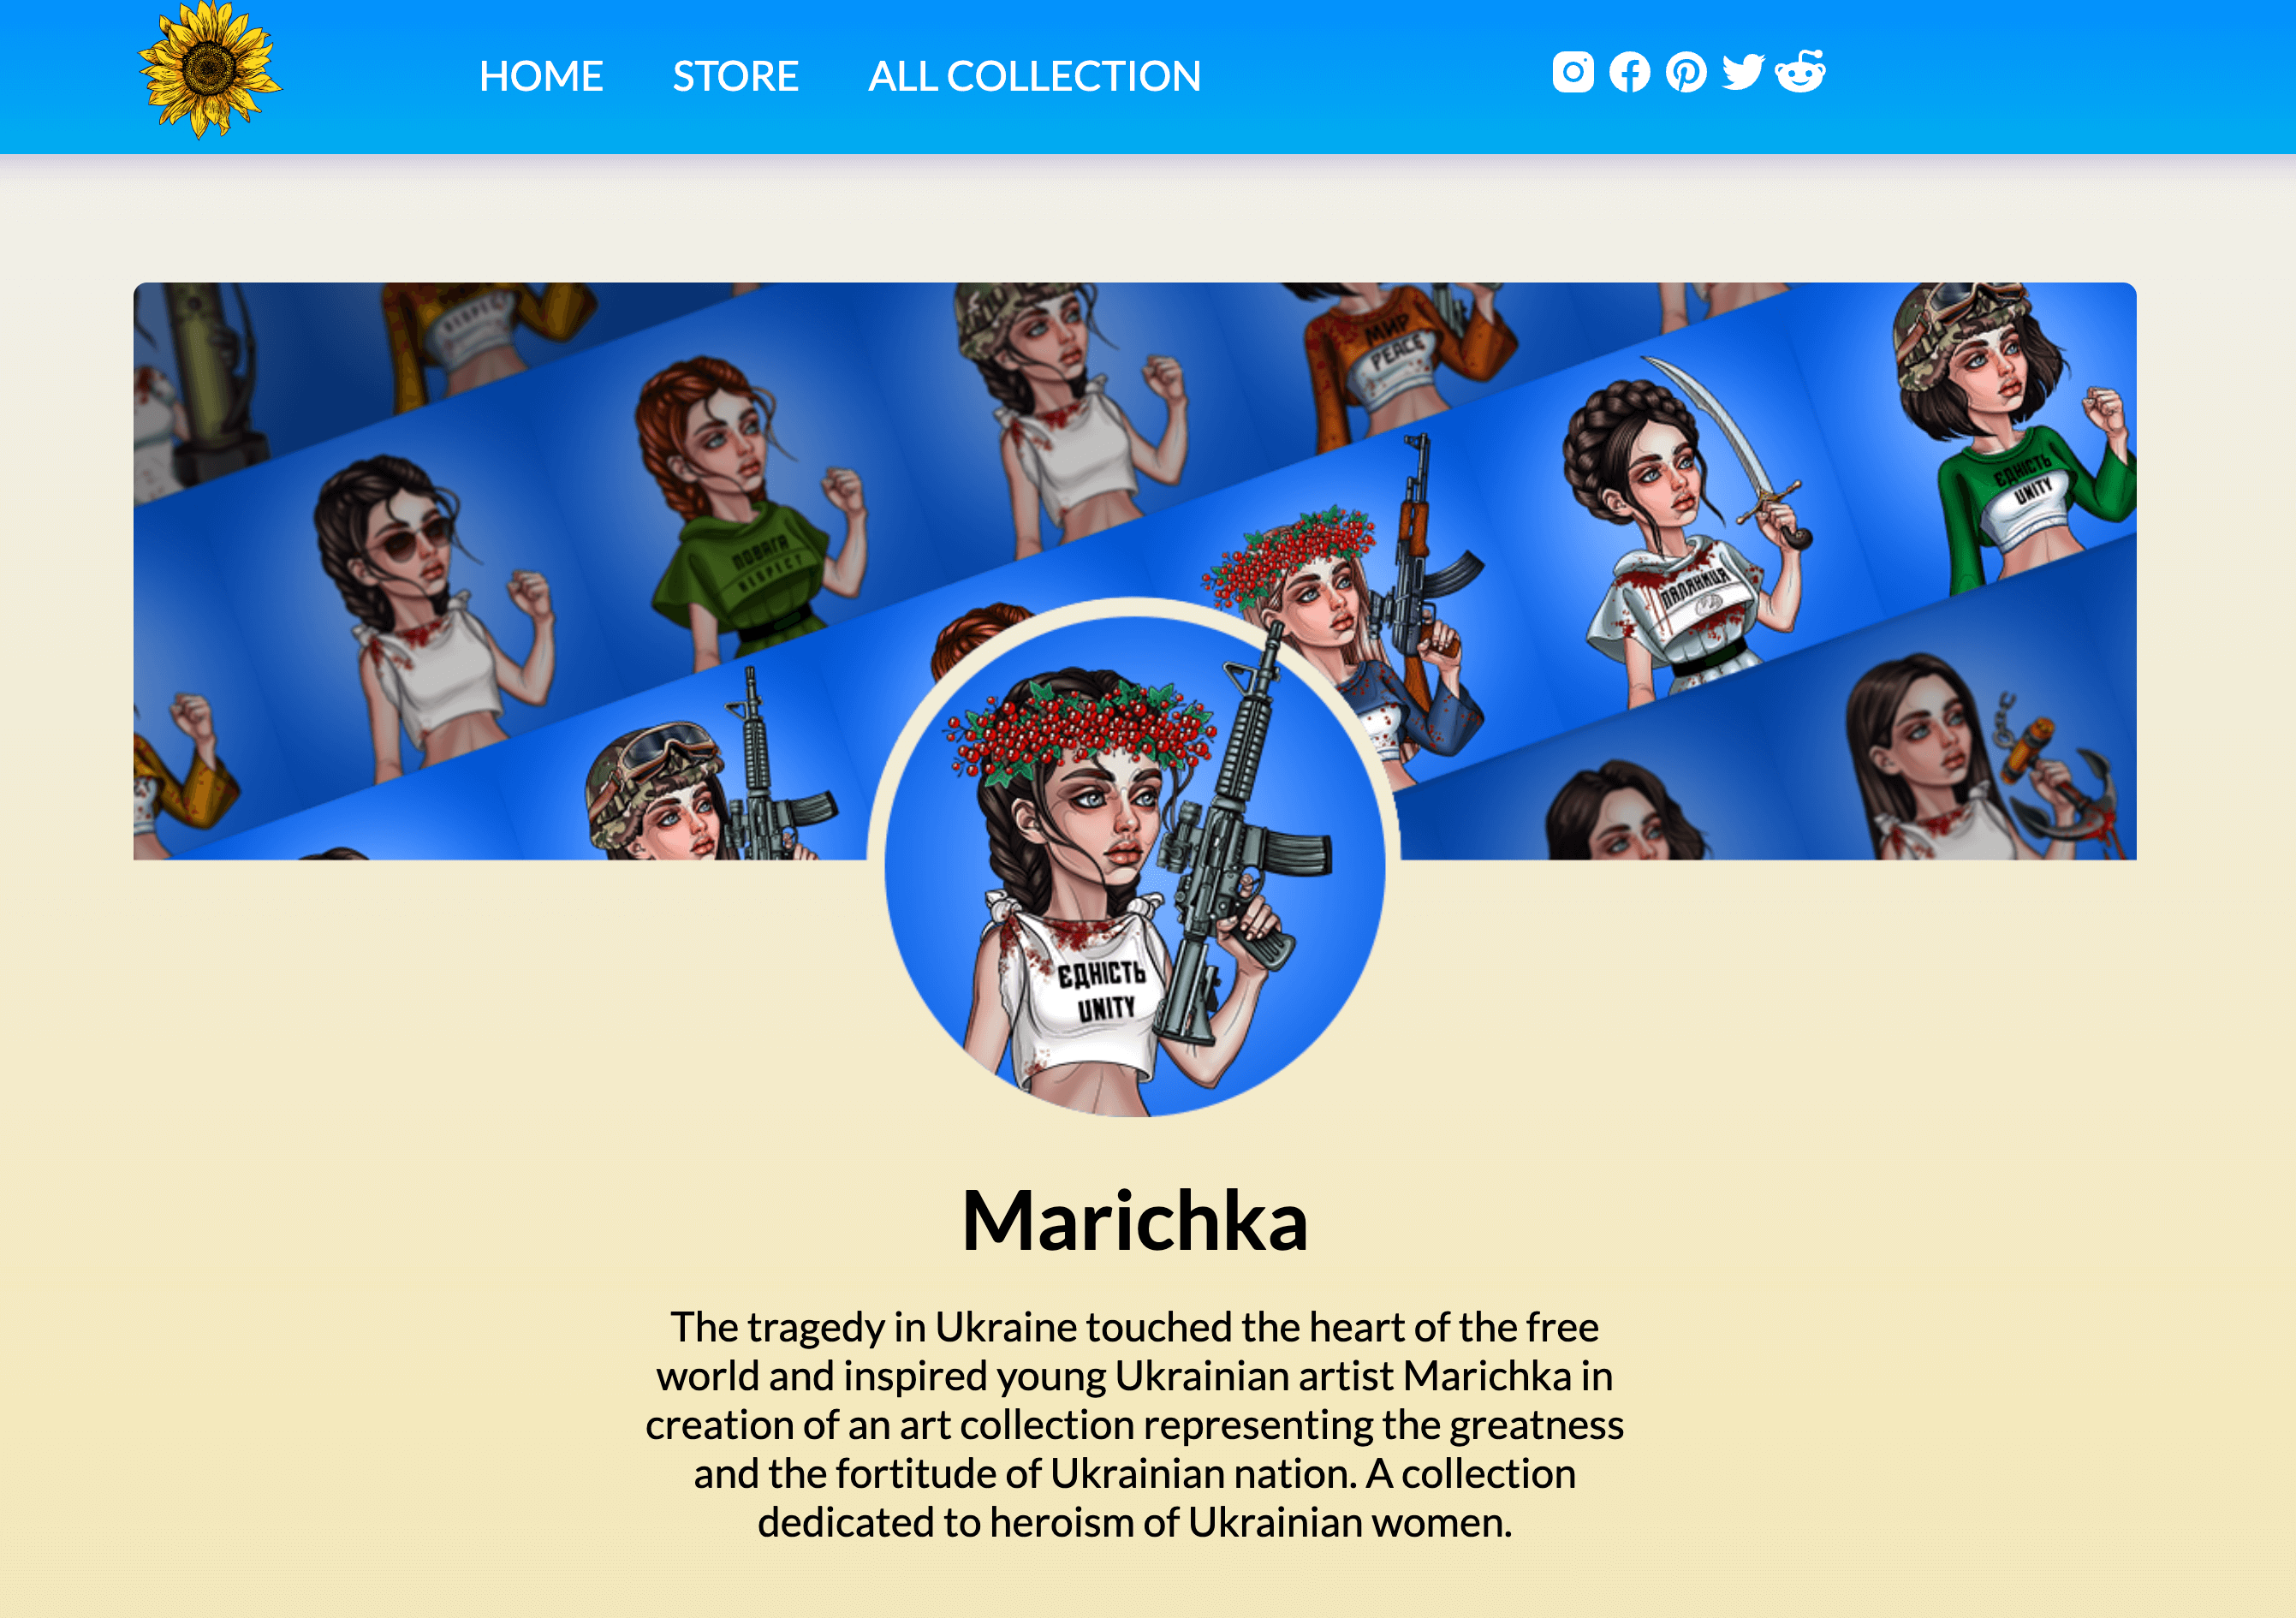 HOME STORE ALL COLLECTION
RESPECT
МИР
PEACE
ЄДНІСТЬ
UNITY
ПОВАГА
RESPECT
ПАЛЯНИЦЯ
ЄДНІСТЬ
UNITY
Marichka
The tragedy in Ukraine touched the heart of the free
world and inspired young Ukrainian artist Marichka in
creation of an art collection representing the greatness
and the fortitude of Ukrainian nation. A collection
dedicated to heroism of Ukrainian women.